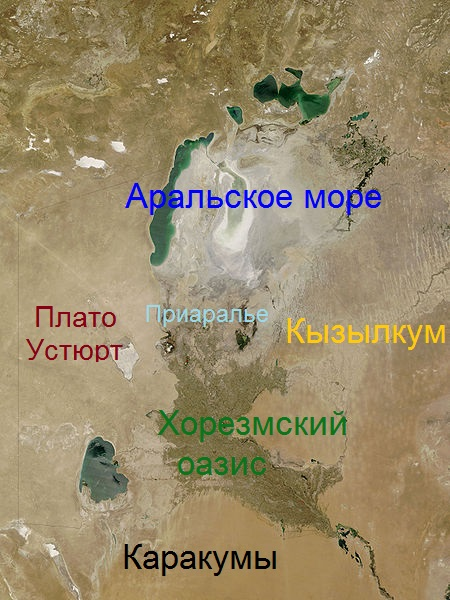 Аральское море
Приаралье
Плато
Устюрт
Кызылкум
Хорезмский
оазис
Каракумы